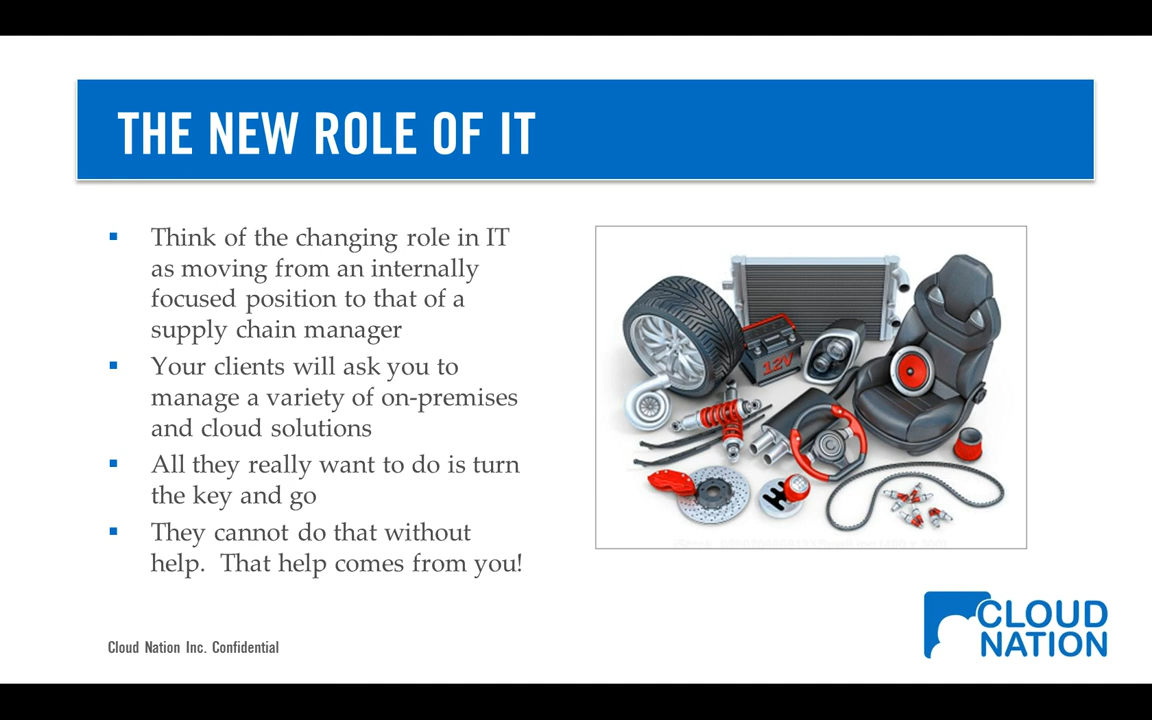 THE NEW ROLE OF IT
Think of the changing role in IT
as moving from an internally
focused position to that of a
supply chain manager
Your clients will ask you to
manage a variety of on-premises
and cloud solutions
All they really want to do is turn
the key and go
They cannot do that without
help.  That help comes from you!
12V
Cloud Nation Inc. Confidential
CLOUD
NATION